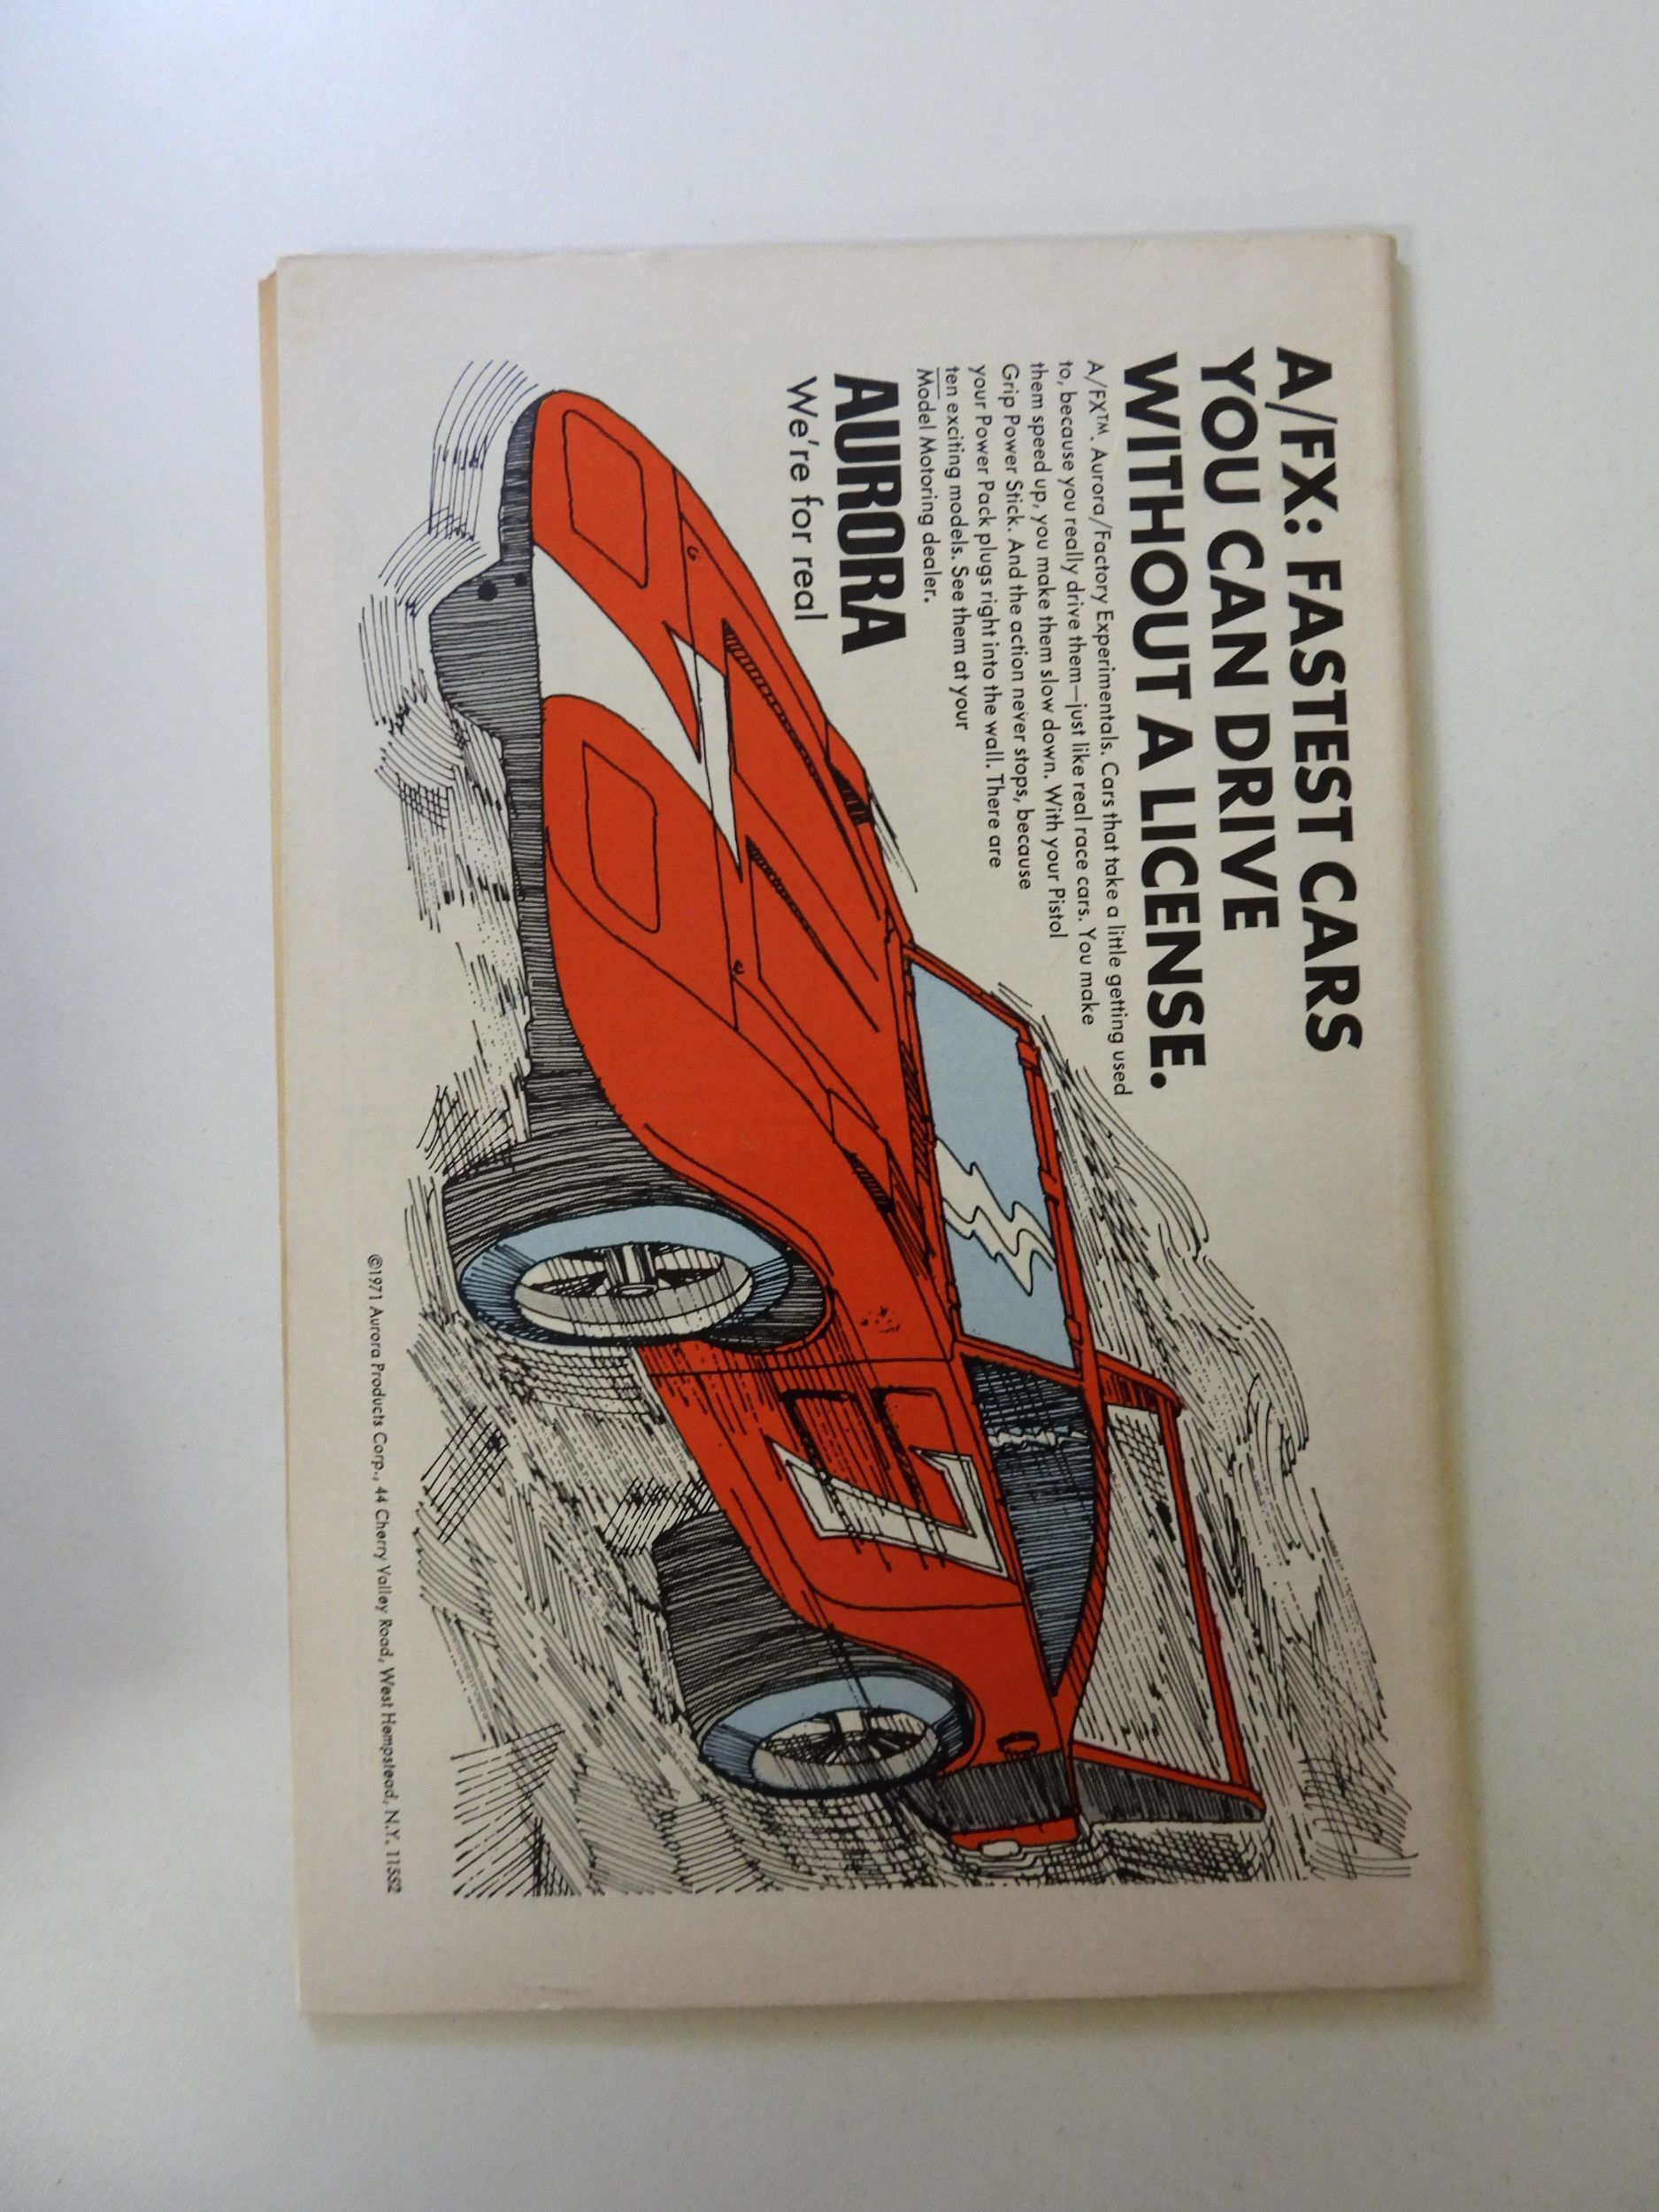 A/FX: FASTEST CARS
YOU CAN DRIVE
WITHOUT A LICENSE.
A/FX™. Aurora/Factory Experimentals. Cars that take a little getting used
to, because you really drive them—just like real race cars. You make
them speed up, you make them slow down. With your Pistol
Grip Power Stick. And the action never stops, because
your Power Pack plugs right into the wall. There are
ten exciting models. See them at your
Model Motoring dealer.
AURORA
We're for real
7
7
©1971 Aurora Products Corp., 44 Cherry Valley Road, West Hempstead, N.Y. 11552